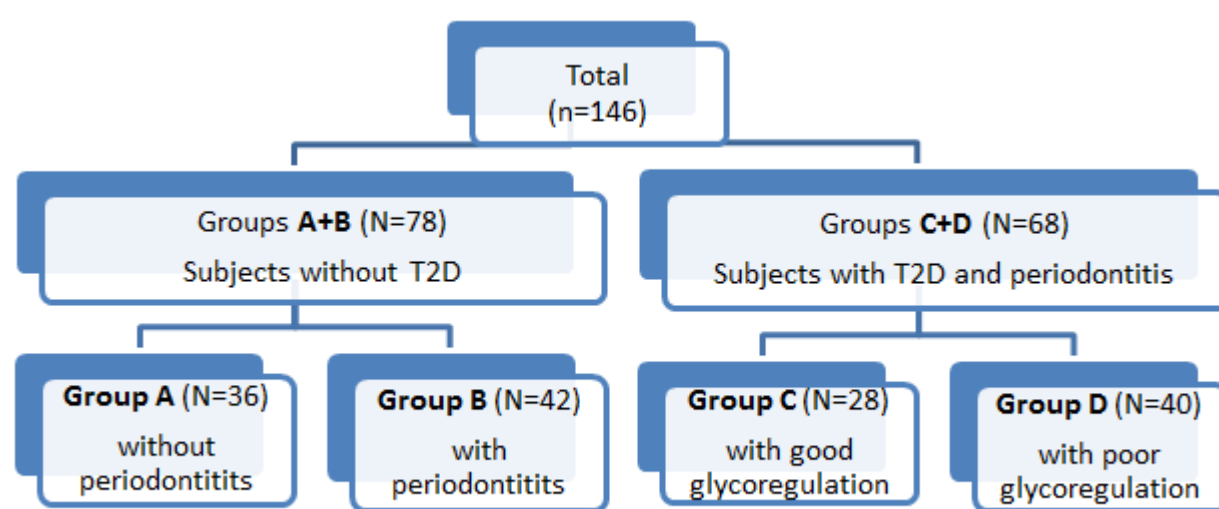 Total
(n=146)
Groups A+B (N=78)
Subjects without T2D
Groups C+D (N=68)
Subjects with T2D and periodontitis
Group A (N=36)
without
periodontitits
Group B (N=42)
with
periodontitits
Group C (N=28)
with good
glycoregulation
Group D (N=40)
with poor
glycoregulation